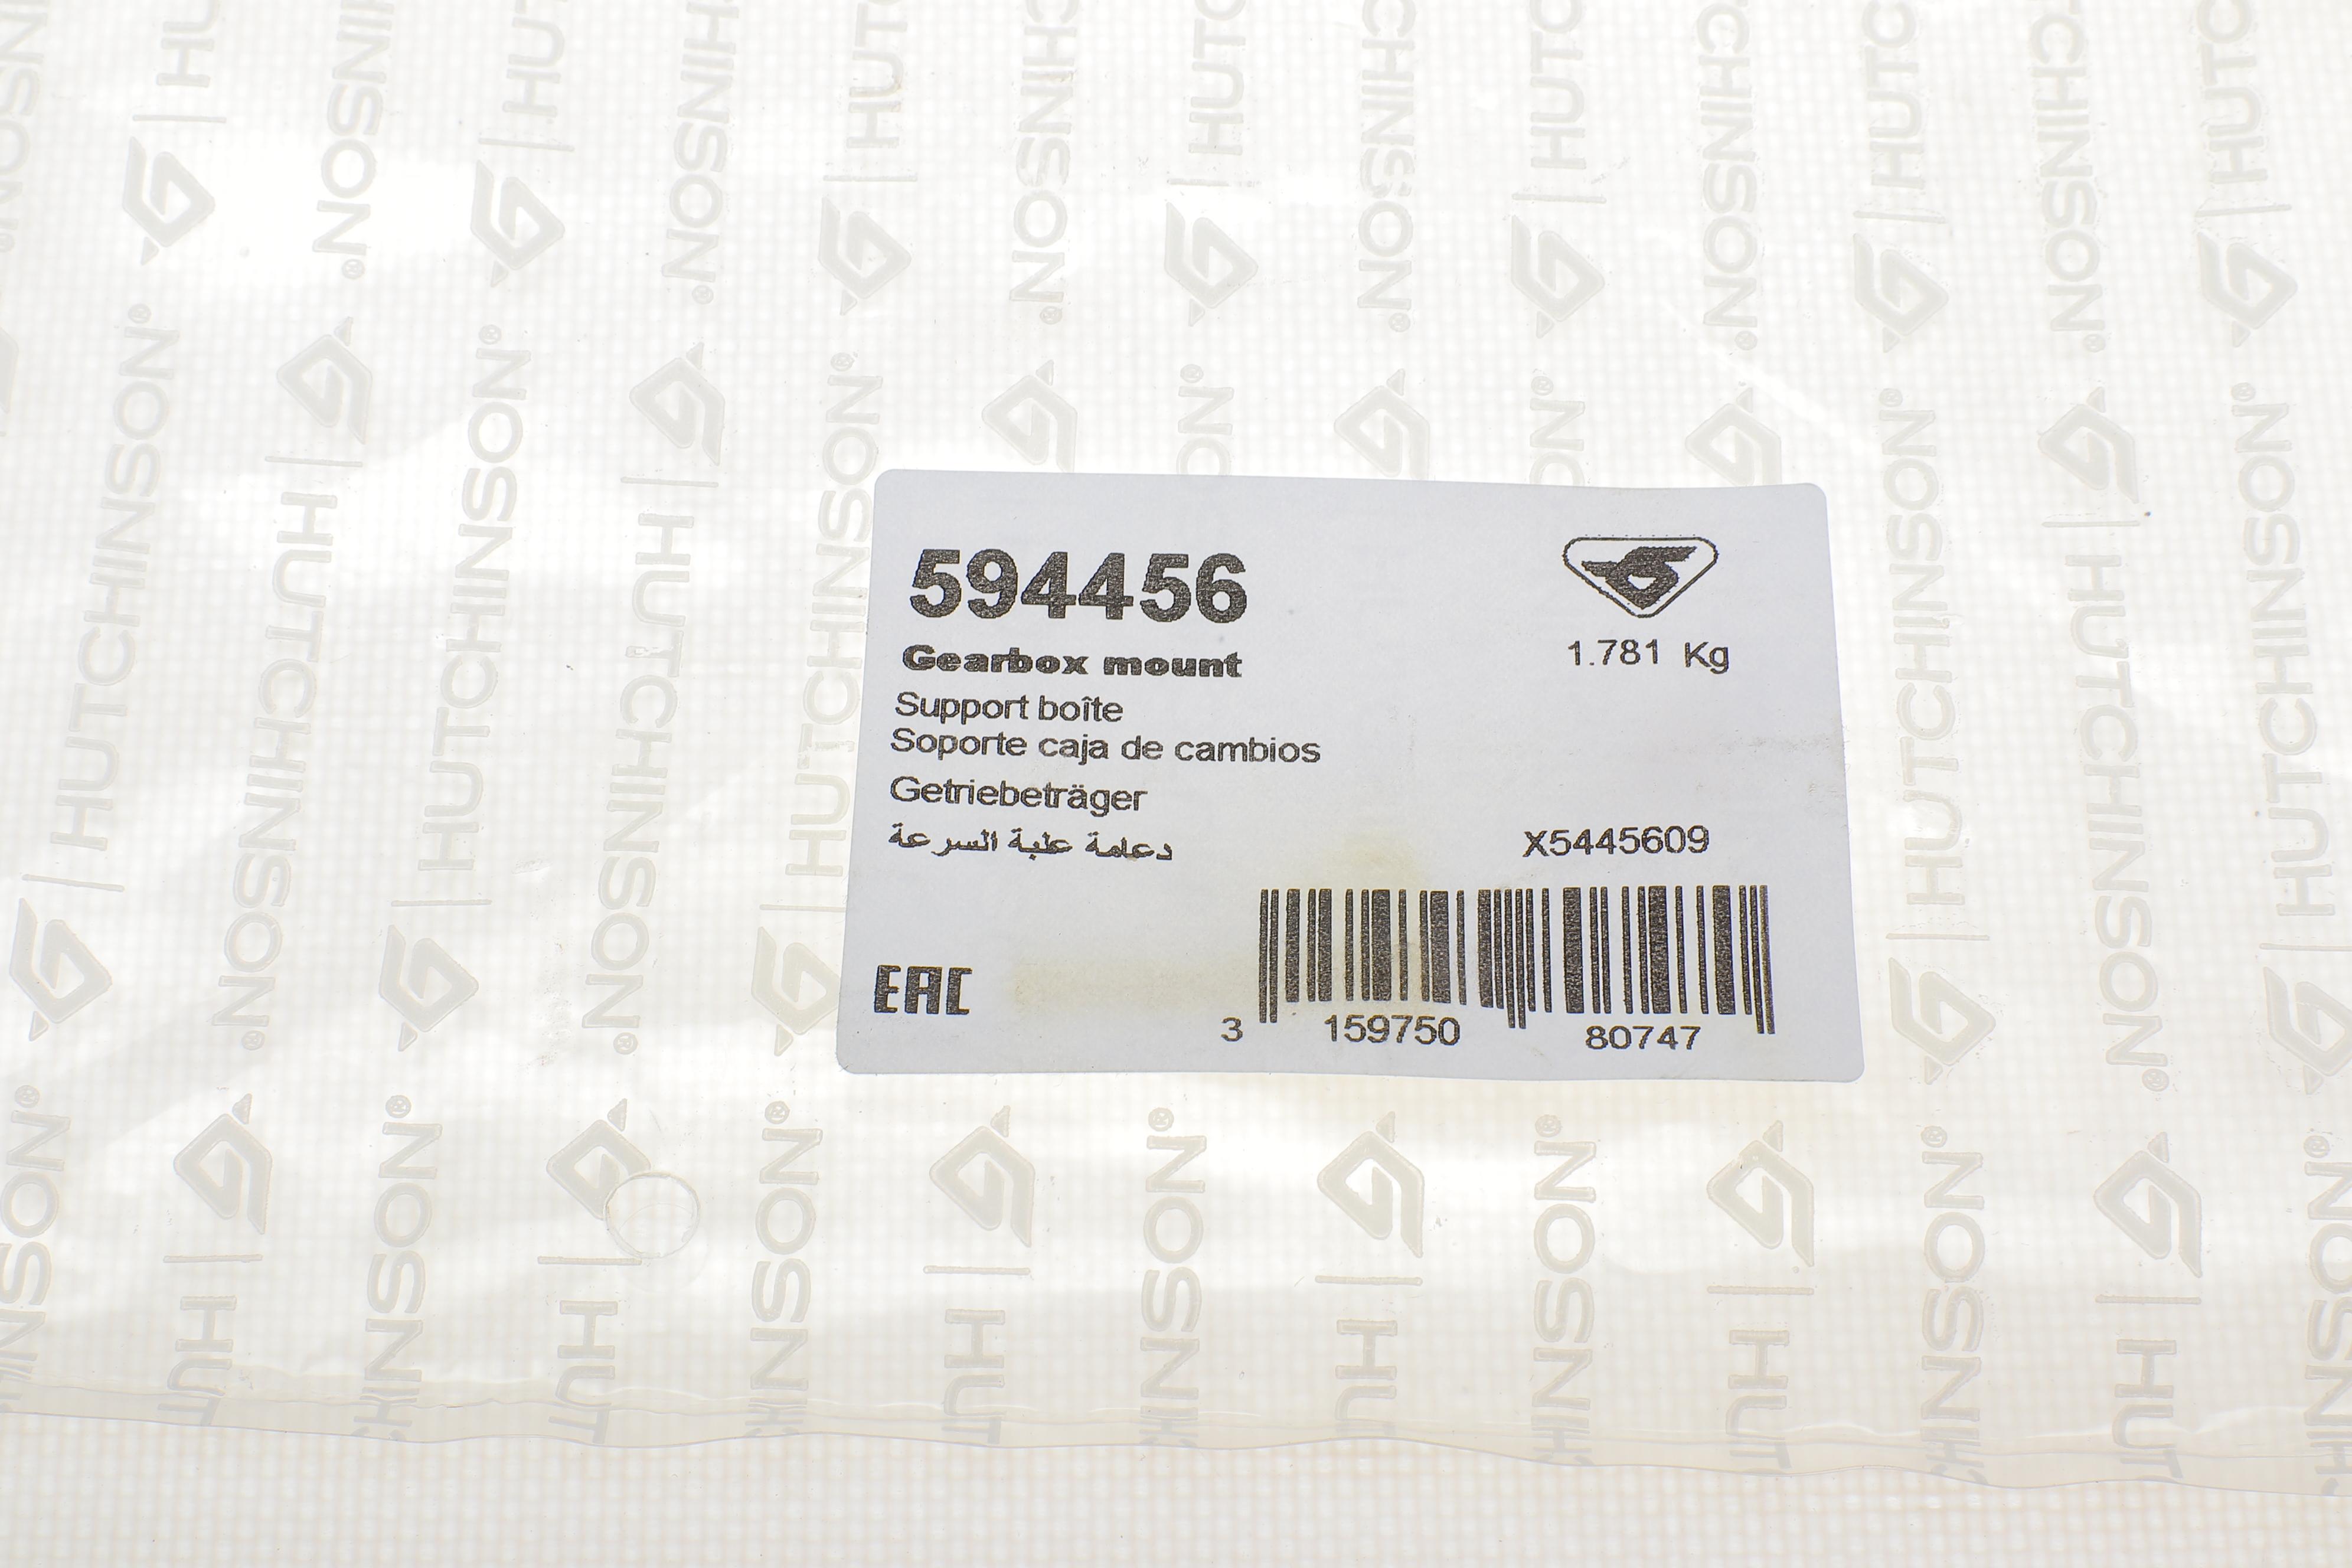 594456
1.781 Kg
Gearbox mount
Support boîte
Soporte caja de cambios
Getriebeträger
دعامة علبة السرعة
X5445609
EAC
3 159750 80747
HUTCHINSON®